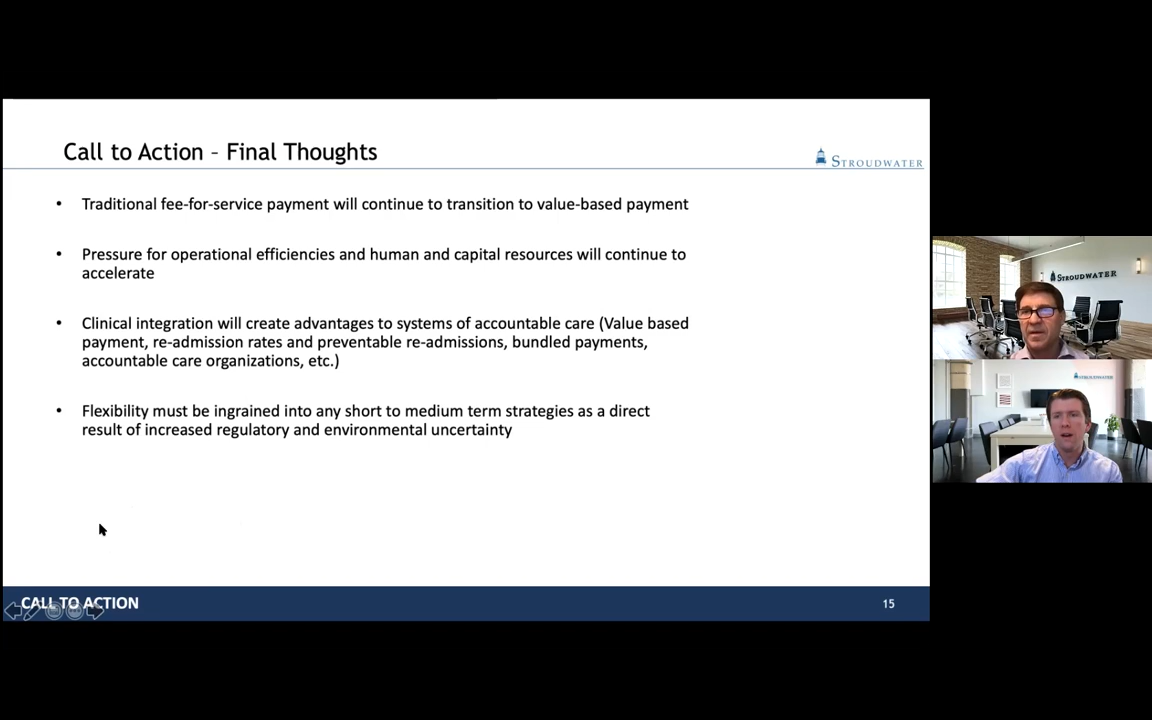 Call to Action – Final Thoughts
STROUDWATER
• Traditional fee-for-service payment will continue to transition to value-based payment
• Pressure for operational efficiencies and human and capital resources will continue to
accelerate
• Clinical integration will create advantages to systems of accountable care (Value based
payment, re-admission rates and preventable re-admissions, bundled payments,
accountable care organizations, etc.)
• Flexibility must be ingrained into any short to medium term strategies as a direct
result of increased regulatory and environmental uncertainty
CALL TO ACTION
15
STROUDWATER
STROUDWATER